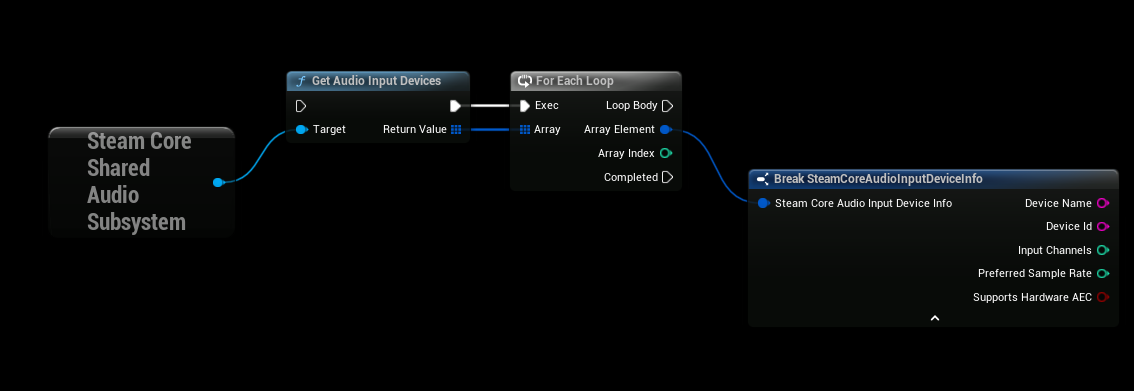 Steam Core
Shared
Audio
Subsystem
Get Audio Input Devices
Target
Return Value
For Each Loop
Exec
Loop Body
Array
Array Element
Array Index
Completed
Break SteamCoreAudioInputDeviceInfo
Steam Core Audio Input Device Info
Device Name
Device Id
Input Channels
Preferred Sample Rate
Supports Hardware AEC